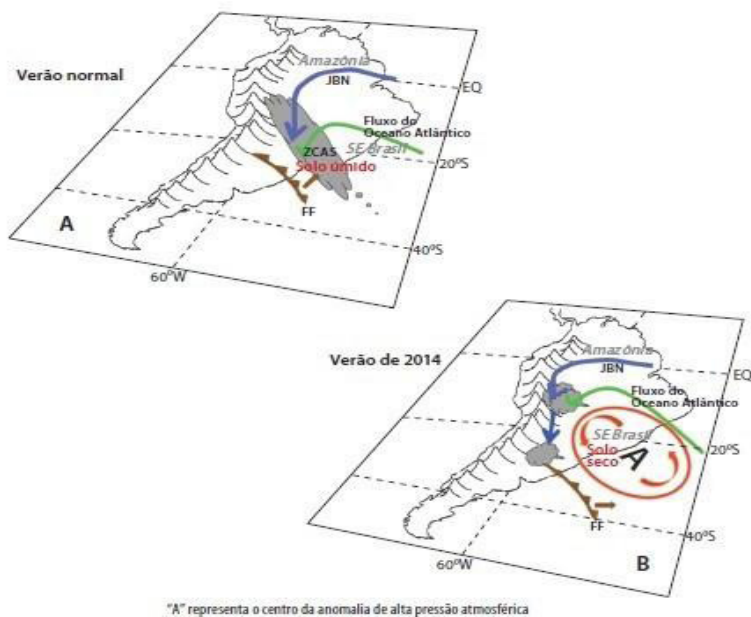 Verão normal
Amazônia
JBN
EQ
Fluxo do
Oceano Atlântico
ZCAS
SE Brasil
Solo úmido
20ºS
FF
A
40ºS
60ºW
Verão de 2014
Amazônia
JBN
EQ
Fluxo do
Oceano Atlântico
SE Brasil
Solo
seco
A
20ºS
FF
40ºS
B
60ºW
"A" representa o centro da anomalia de alta pressão atmosférica